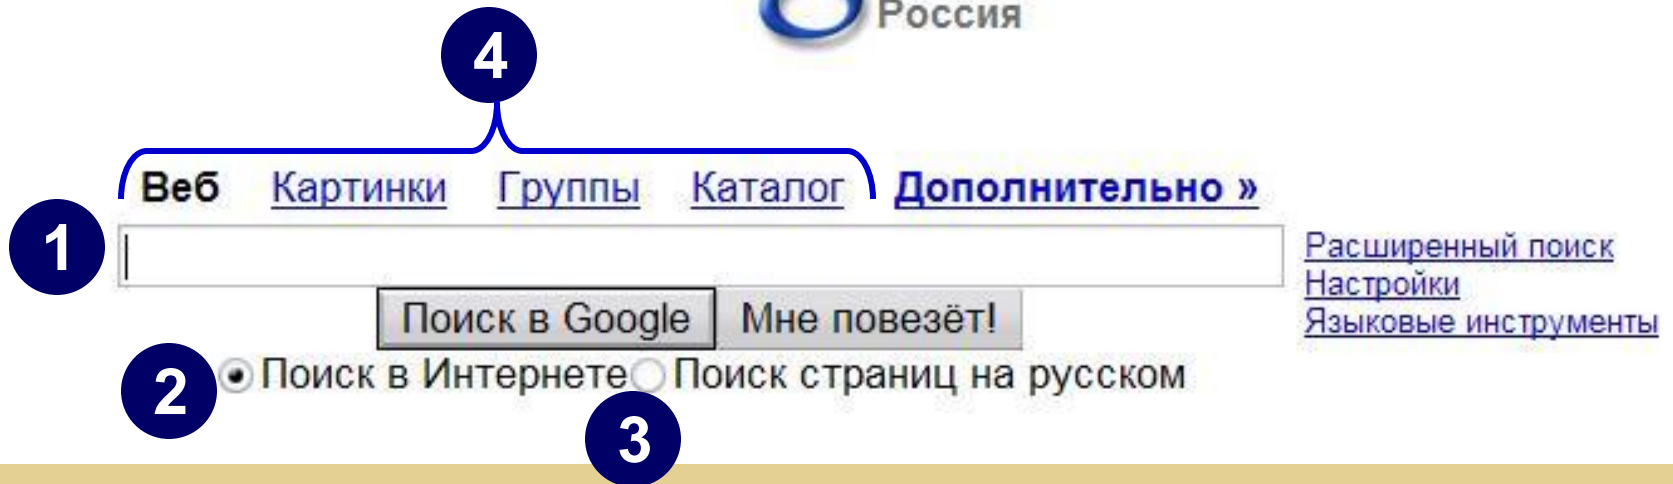 Россия
4
Веб Картинки Группы Каталог Дополнительно »
1
Расширенный поиск
Настройки
Языковые инструменты
Поиск в Google Мне повезёт!
2 Поиск в Интернете Поиск страниц на русском
3